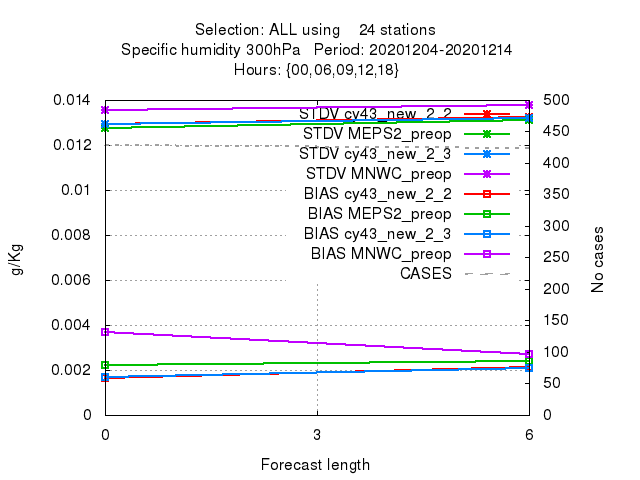 Selection: ALL using 24 stations
Specific humidity 300hPa Period: 20201204-20201214
Hours: {00,06,09,12,18}
0.014
0.012
0.01
0.008
0.006
0.004
0.002
0
g/Kg
STDV cy43_new_2_2
STDV MEPS2_preop
STDV cy43_new_2_3
STDV MNWC_preop
BIAS cy43_new_2_2
BIAS MEPS2_preop
BIAS cy43_new_2_3
BIAS MNWC_preop
CASES
500
450
400
350
300
250
200
150
100
50
0
No cases
0 3 6
Forecast length